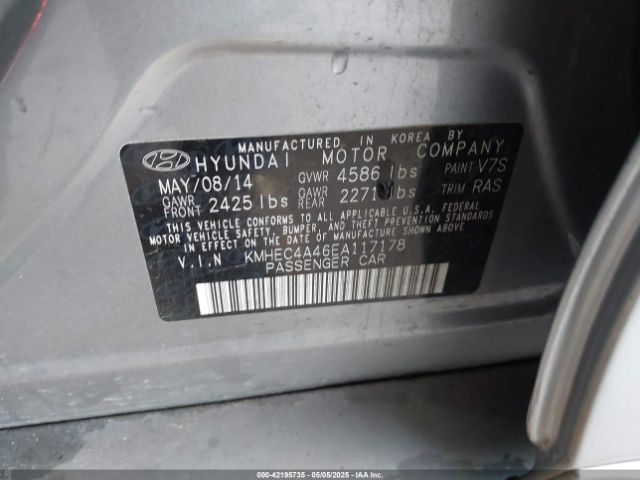 MANUFACTURED IN KOREA BY
HYUNDAI MOTOR COMPANY
MAY/08/14 GVWR 4586 lbs PAINT V7S
GAWR FRONT 2425 lbs GAWR REAR 2271 lbs TRIM RAS
THIS VEHICLE CONFORMS TO ALL APPLICABLE U.S.A. FEDERAL
MOTOR VEHICLE SAFETY, BUMPER, AND THEFT PREVENTION STANDARDS
IN EFFECT ON THE DATE OF MANUFACTURE SHOWN ABOVE.
V.I.N KMHEC4A46EA117178
PASSENGER CAR
000-42195735 - 05/05/2025 - COPYRIGHT IAA, LLC.